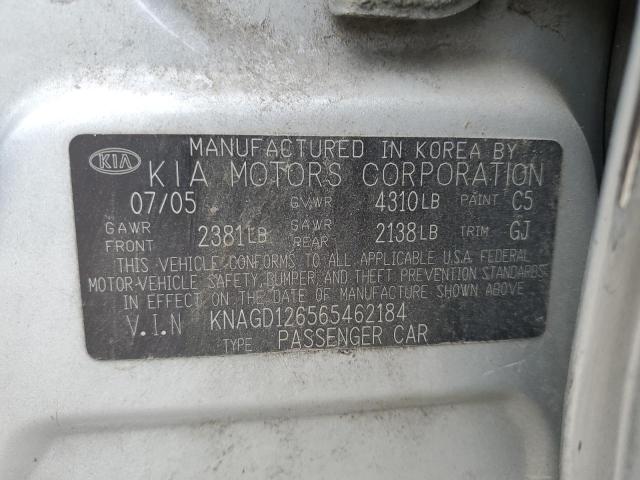 MANUFACTURED IN KOREA BY
KIA KIA MOTORS CORPORATION
07/05 GVWR 4310LB PAINT C5
GAWR FRONT 2381LB GAWR REAR 2138LB TRIM GJ
THIS VEHICLE CONFORMS TO ALL APPLICABLE U.S.A. FEDERAL
MOTOR-VEHICLE SAFETY, BUMPER, AND THEFT PREVENTION STANDARDS
IN EFFECT ON THE DATE OF MANUFACTURE SHOWN ABOVE
V.I.N KNAGD126565462184
TYPE PASSENGER CAR